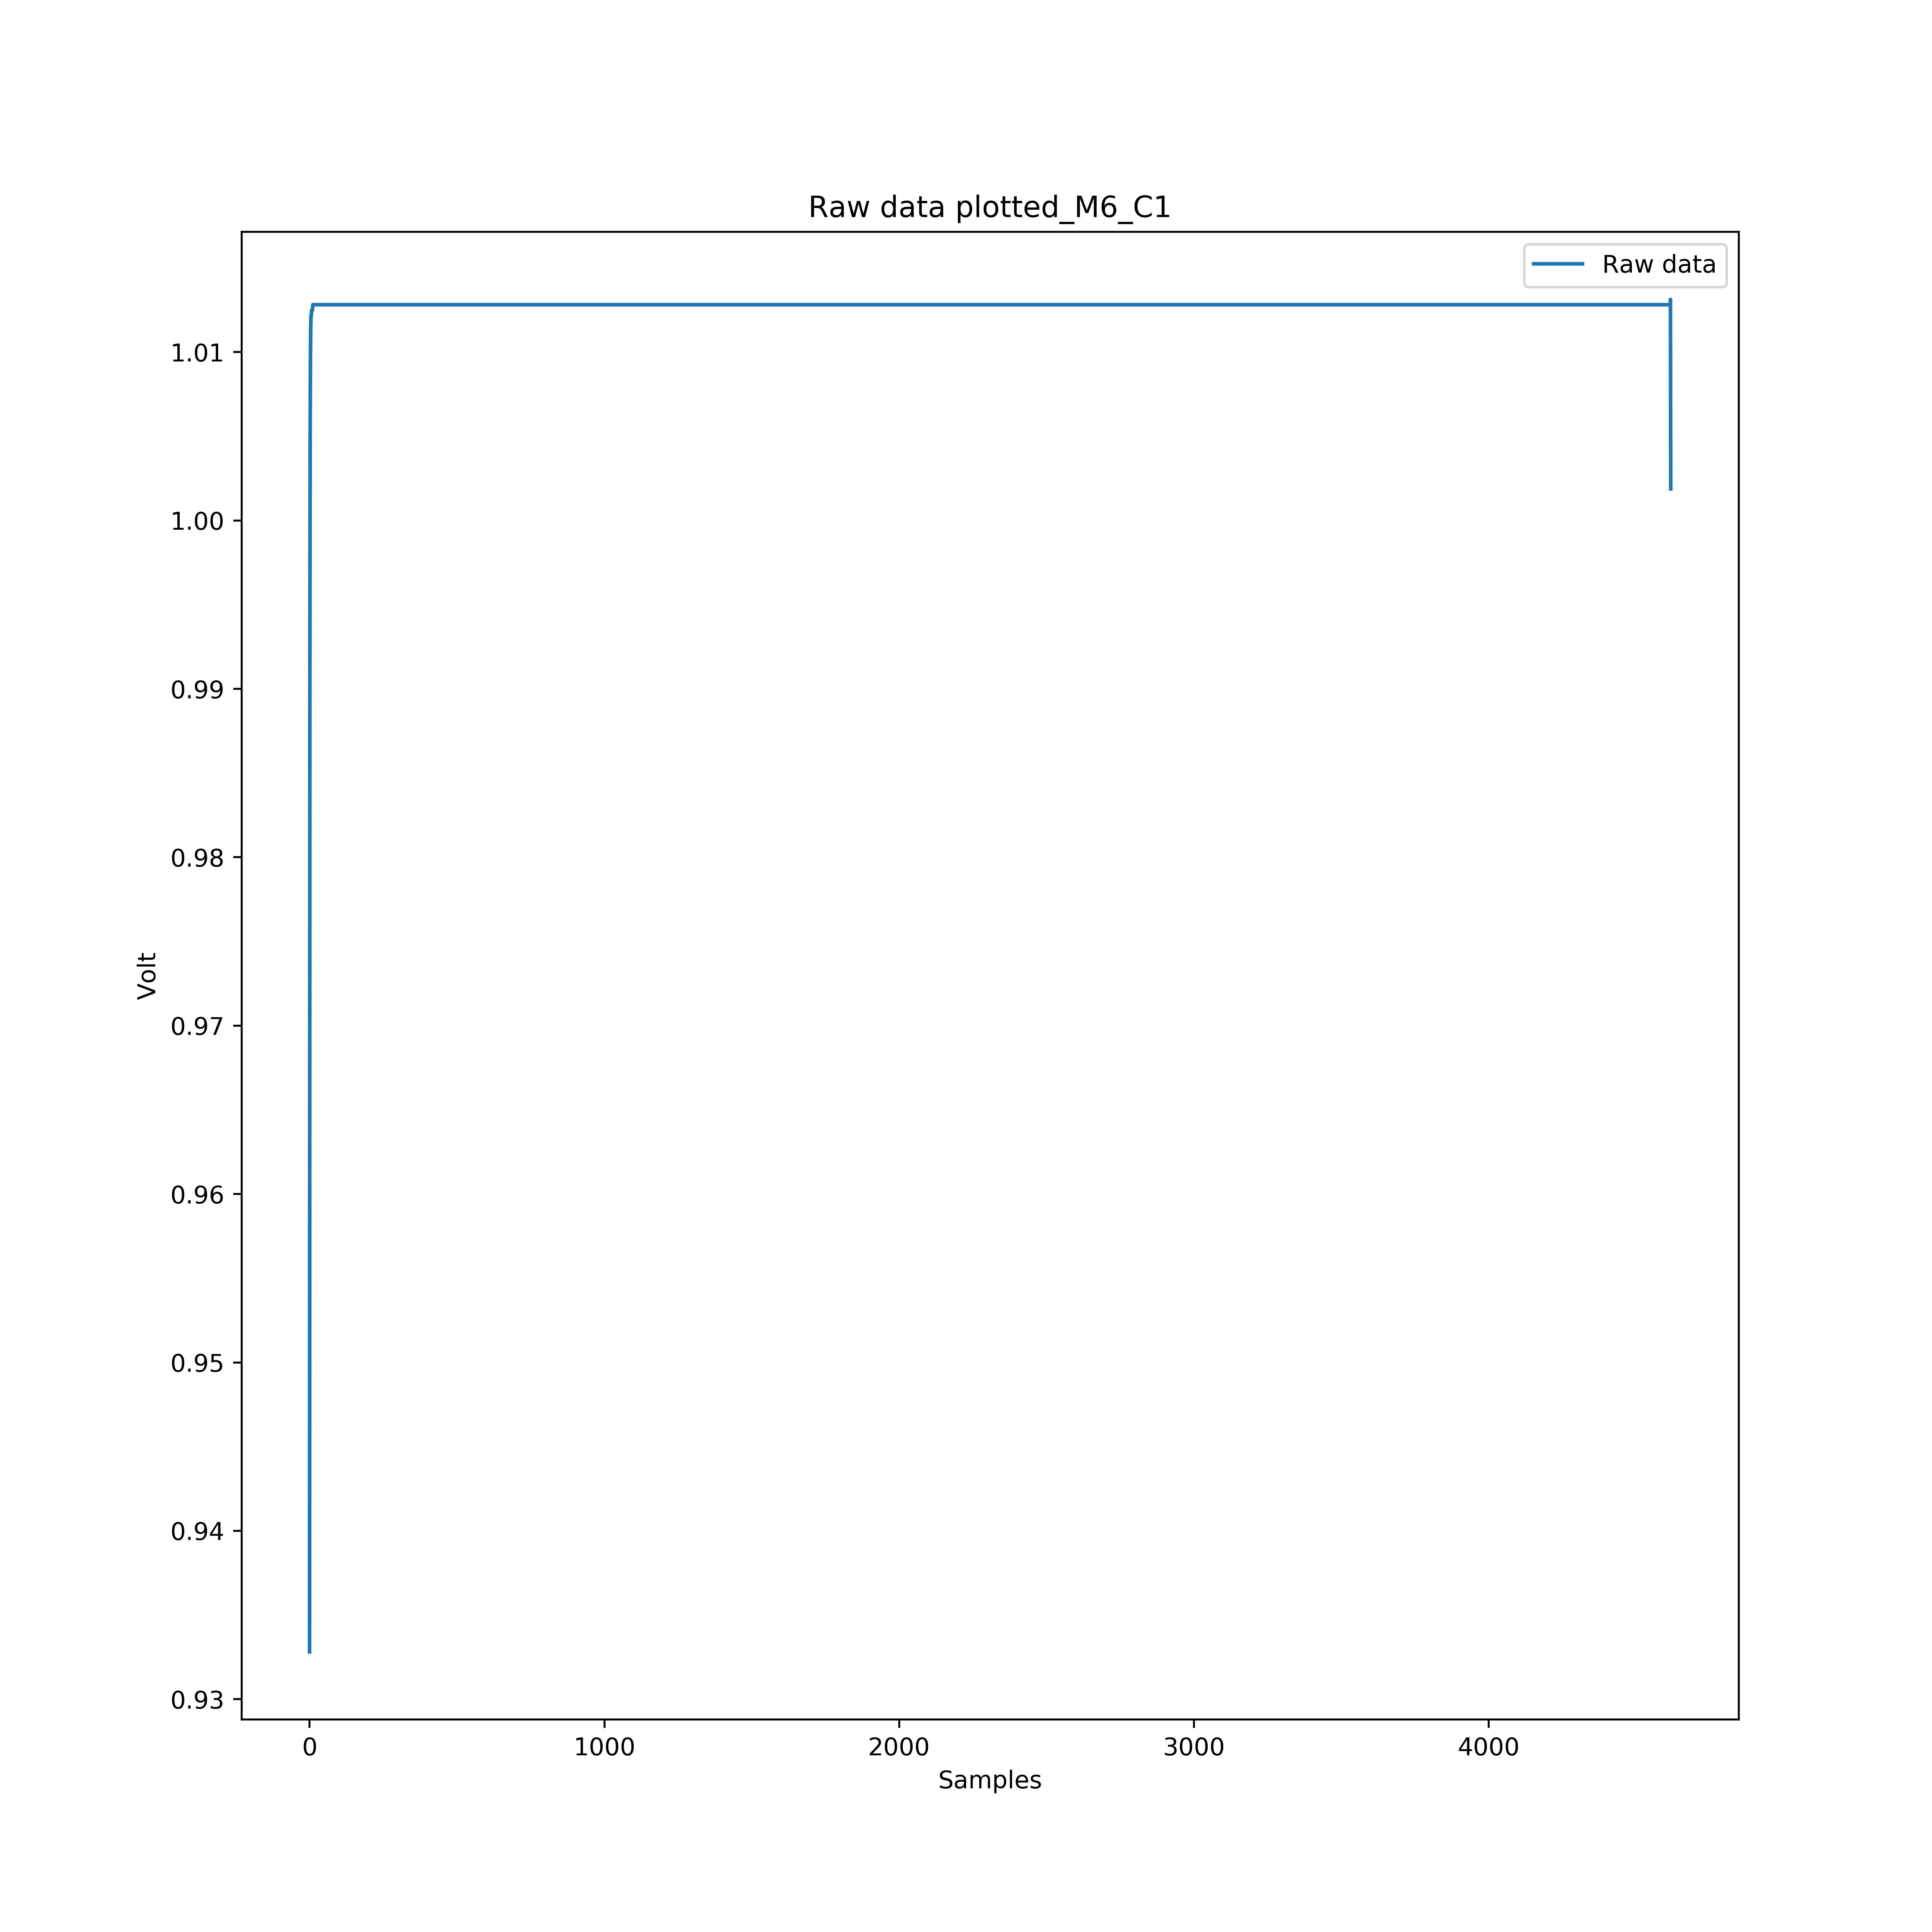 Raw data plotted_M6_C1
Raw data
1.01
1.00
0.99
0.98
0.97
0.96
0.95
0.94
0.93
Volt
0 1000 2000 3000 4000
Samples